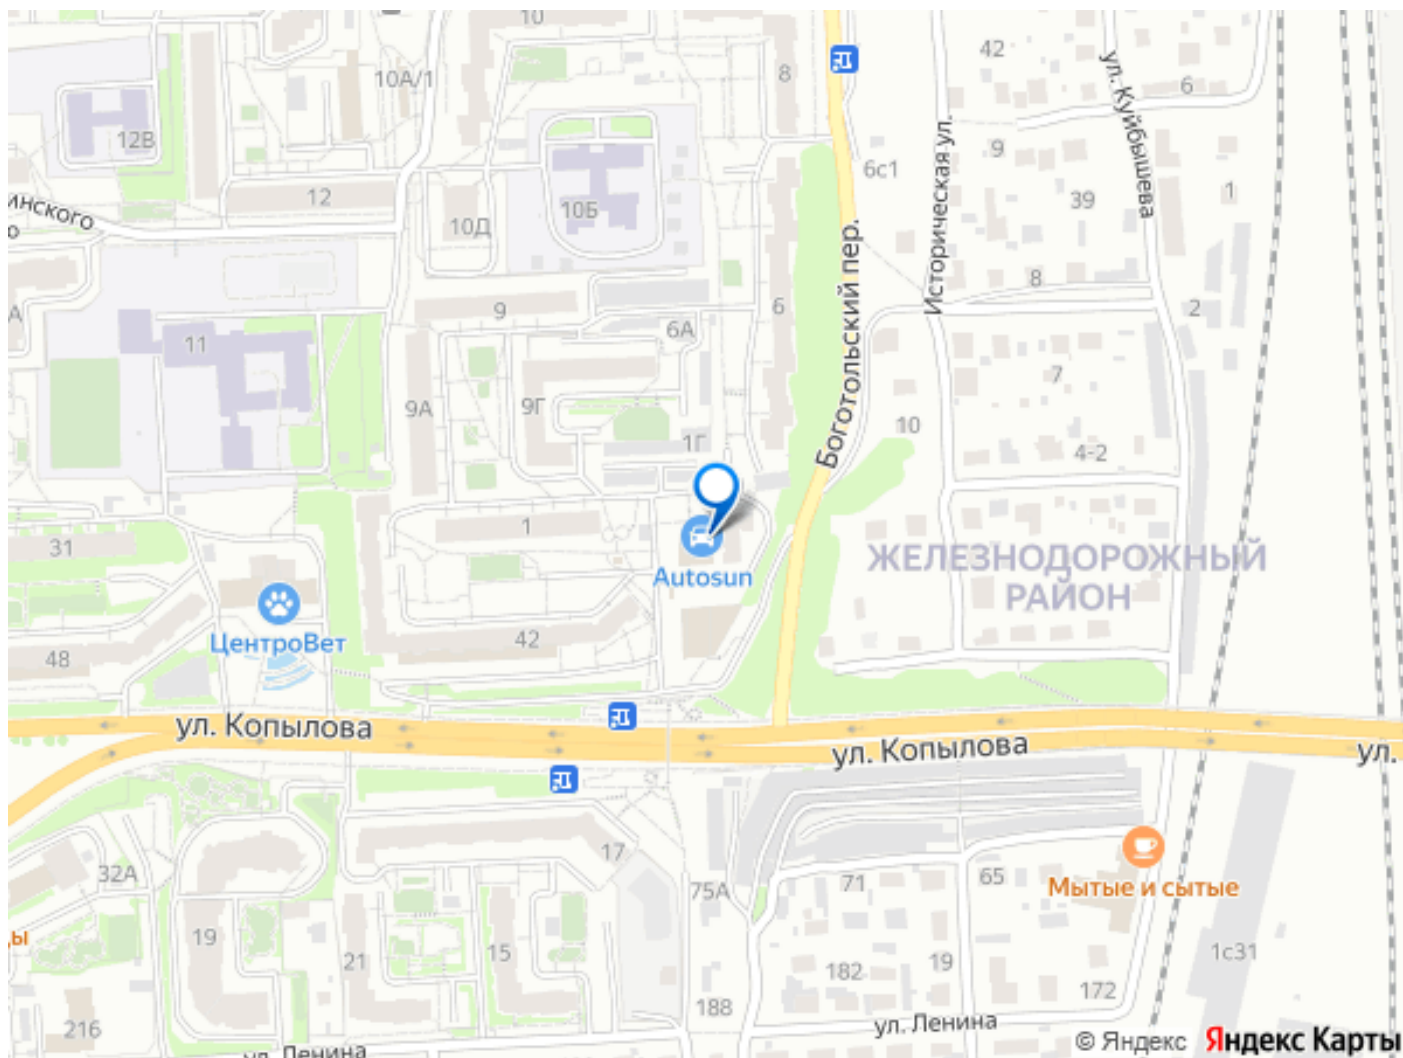 10
10А/1
8
42
ул. Куйбышева
6
12В
9
6с1
Историческая ул.
1
39
12
10Б
инского
10Д
Боготольский пер.
8
9
6
2
А
6А
11
7
9А
9Г
10
1Г
4-2
1
31
ЖЕЛЕЗНОДОРОЖНЫЙ
РАЙОН
Autosun
ЦентроВет
42
48
ул. Копылова
ул. Копылова
ул.
17
32А
75А
71
65
Мытые и сытые
ды
19
21
15
182
19
1с31
172
188
216
ул. Ленина
ул. Ленина
© Яндекс Яндекс Карты